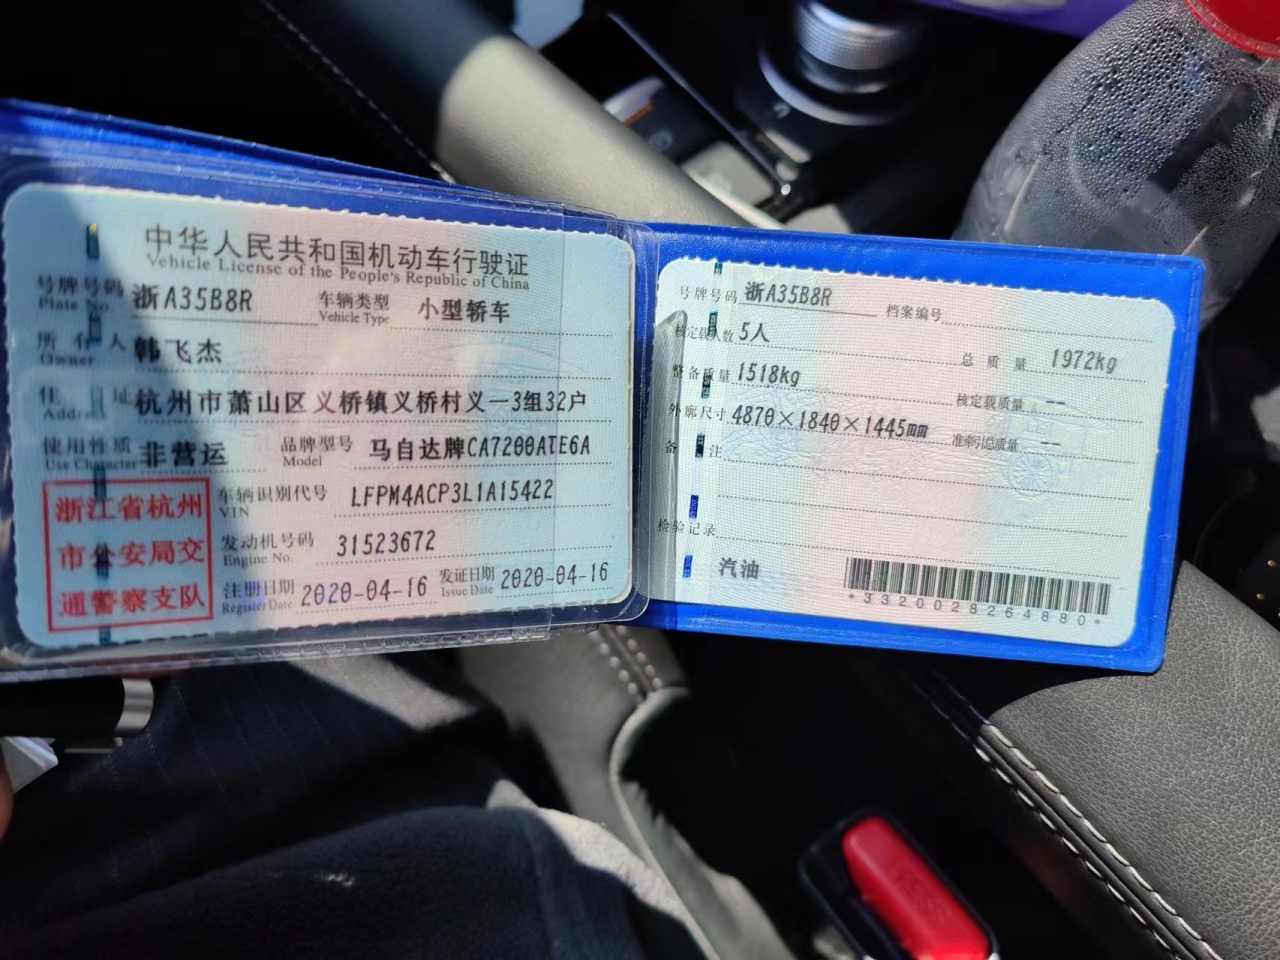 中华人民共和国机动车行驶证
Vehicle License of the People's Republic of China
号牌号码 浙A35B8R 车辆类型 小型轿车
Plate No. Vehicle Type
所有人 韩飞杰
Owner
住址 杭州市萧山区义桥镇义桥村义一3组32户
Address
使用性质 非营运 品牌型号 马自达牌CA7200ATE6A
Use Character Model
浙江省杭州
市公安局交
通警察支队
车辆识别代号 LFPM4ACP3L1A15422
VIN
发动机号码 31523672
Engine No.
注册日期 2020-04-16 发证日期 2020-04-16
Register Date Issue Date
号牌号码 浙A35B8R 档案编号
核定载人数 5人 总质量 1972kg
整备质量 1518kg 核定载质量 --
外廓尺寸 4870×1840×1445mm 准牵引总质量 --
备注
检验记录
汽油
*3320028264880*